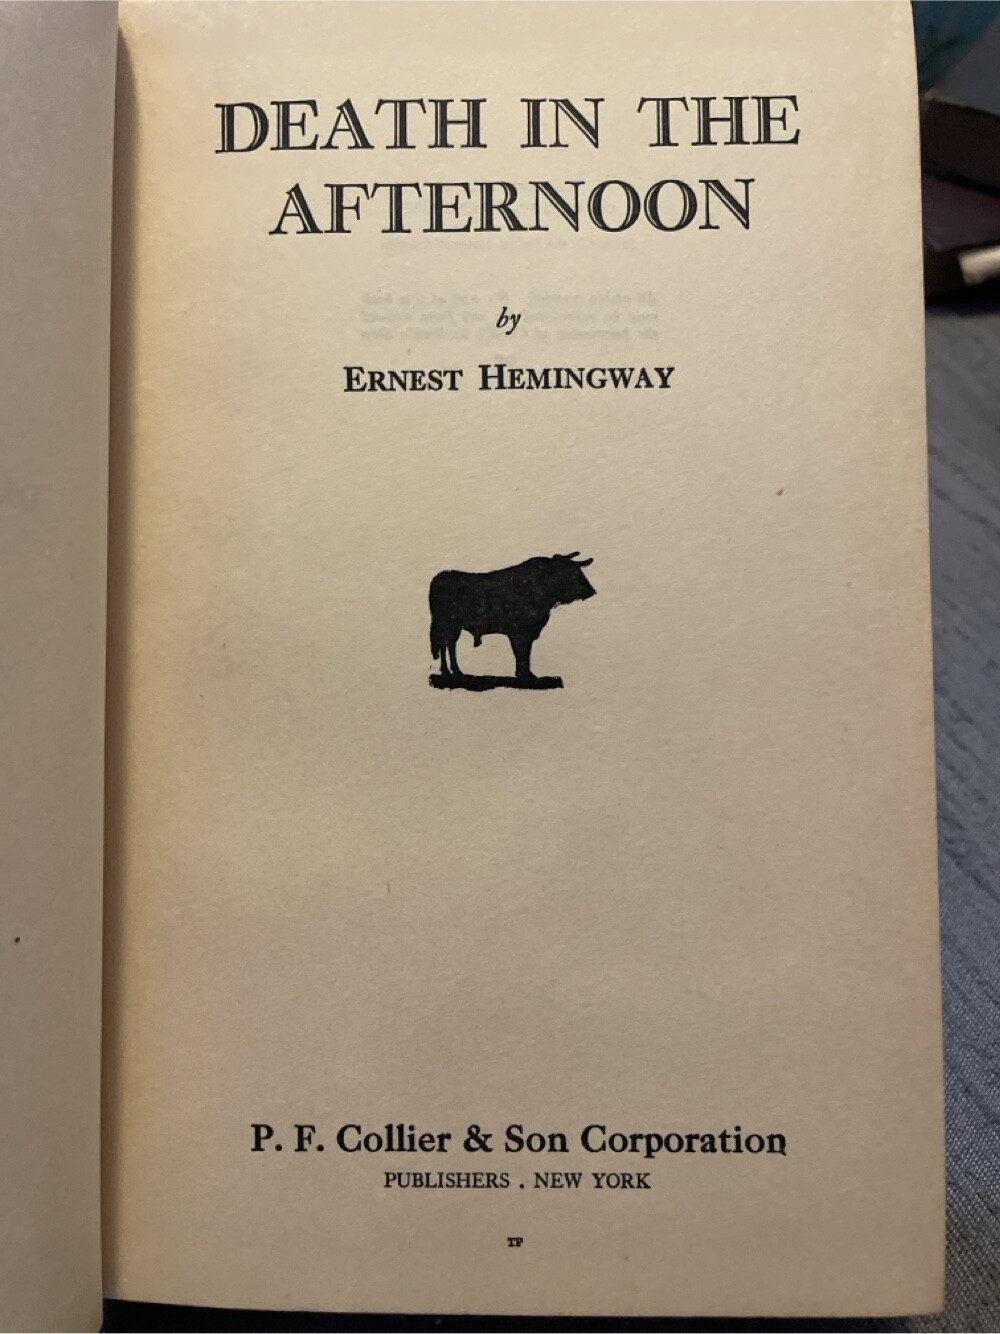 DEATH IN THE
AFTERNOON
by
ERNEST HEMINGWAY
P. F. Collier & Son Corporation
PUBLISHERS . NEW YORK
TP